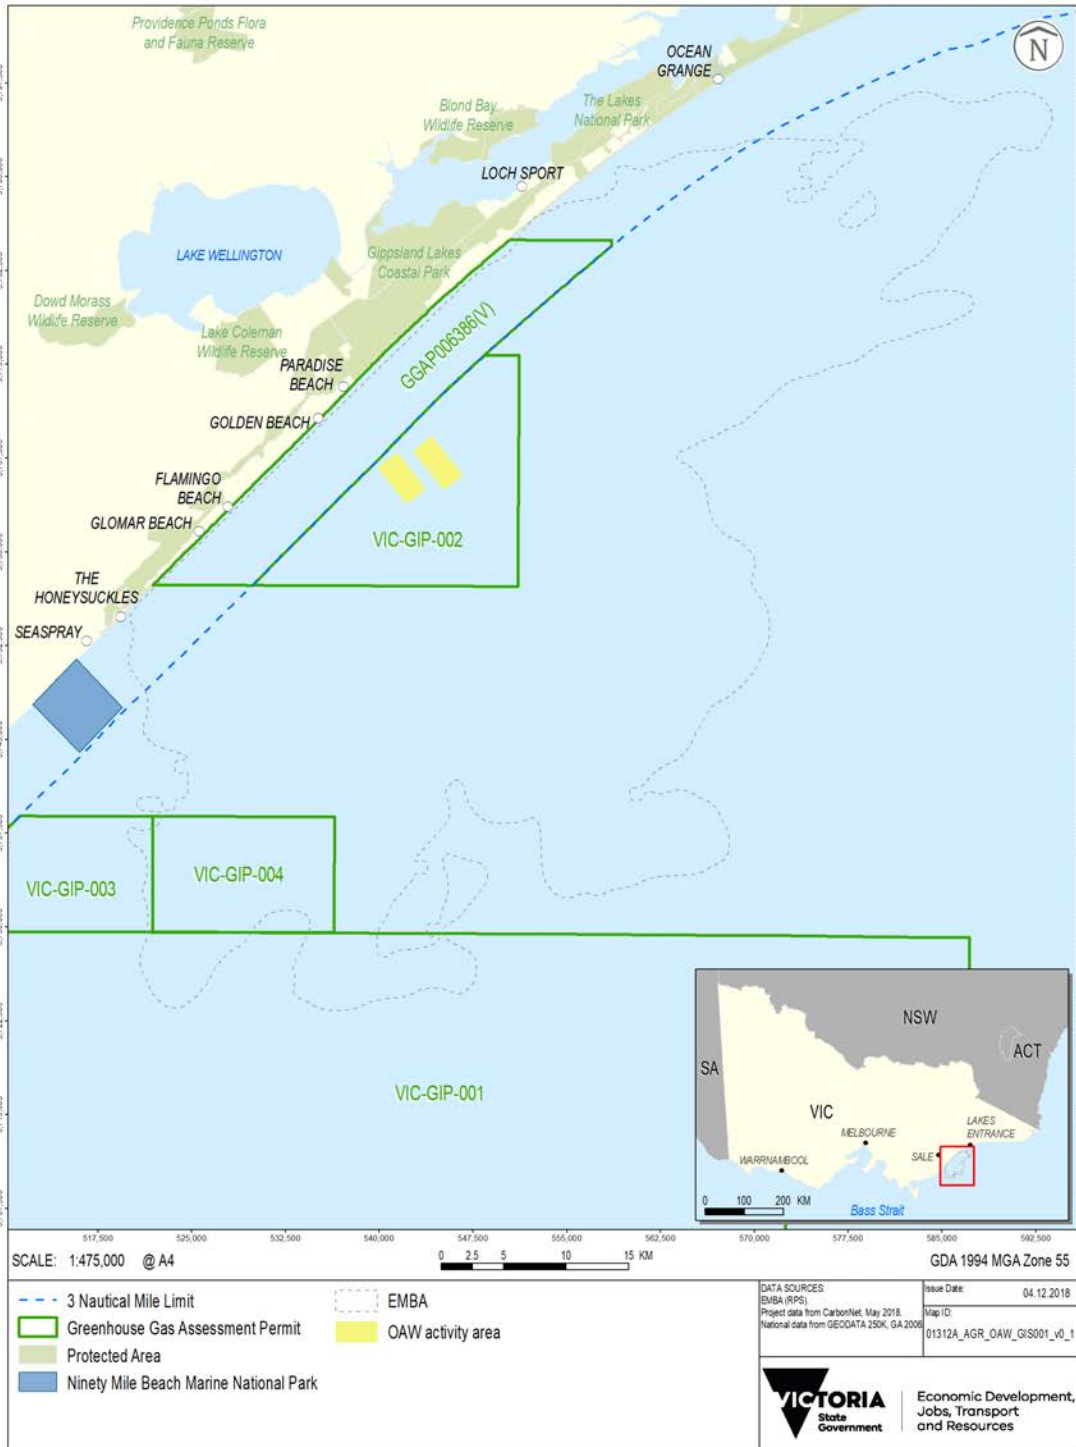 Providence Ponds Flora
and Fauna Reserve
OCEAN
GRANGE
N
Blond Bay
Wildlife Reserve
The Lakes
National Park
LOCH SPORT
LAKE WELLINGTON
Gippsland Lakes
Coastal Park
Dowd Morass
Wildlife Reserve
Lake Coleman
Wildlife Reserve
GGAP006386(V)
PARADISE
BEACH
GOLDEN BEACH
FLAMINGO
BEACH
GLOMAR BEACH
VIC-GIP-002
THE
HONEYSUCKLES
SEASPRAY
VIC-GIP-003
VIC-GIP-004
VIC-GIP-001
NSW
ACT
SA
VIC
LAKES
ENTRANCE
MELBOURNE
SALE
WARRNAMBOOL
0 100 200 KM
Bass Strait
517,500 525,000 532,500 540,000 547,500 555,000 562,500 570,000 577,500 585,000 592,500
SCALE: 1:475,000 @ A4
0 2.5 5 10 15 KM
GDA 1994 MGA Zone 55
3 Nautical Mile Limit
Greenhouse Gas Assessment Permit
Protected Area
Ninety Mile Beach Marine National Park
EMBA
OAW activity area
DATA SOURCES:
EMBA (RPS).
Project data from CarbonNet, May 2018.
National data from GEODATA 250K, GA 2006
Issue Date:
04.12.2018
Map ID:
01312A_AGR_OAW_GIS001_v0_1
VICTORIA
State
Government
Economic Development,
Jobs, Transport
and Resources